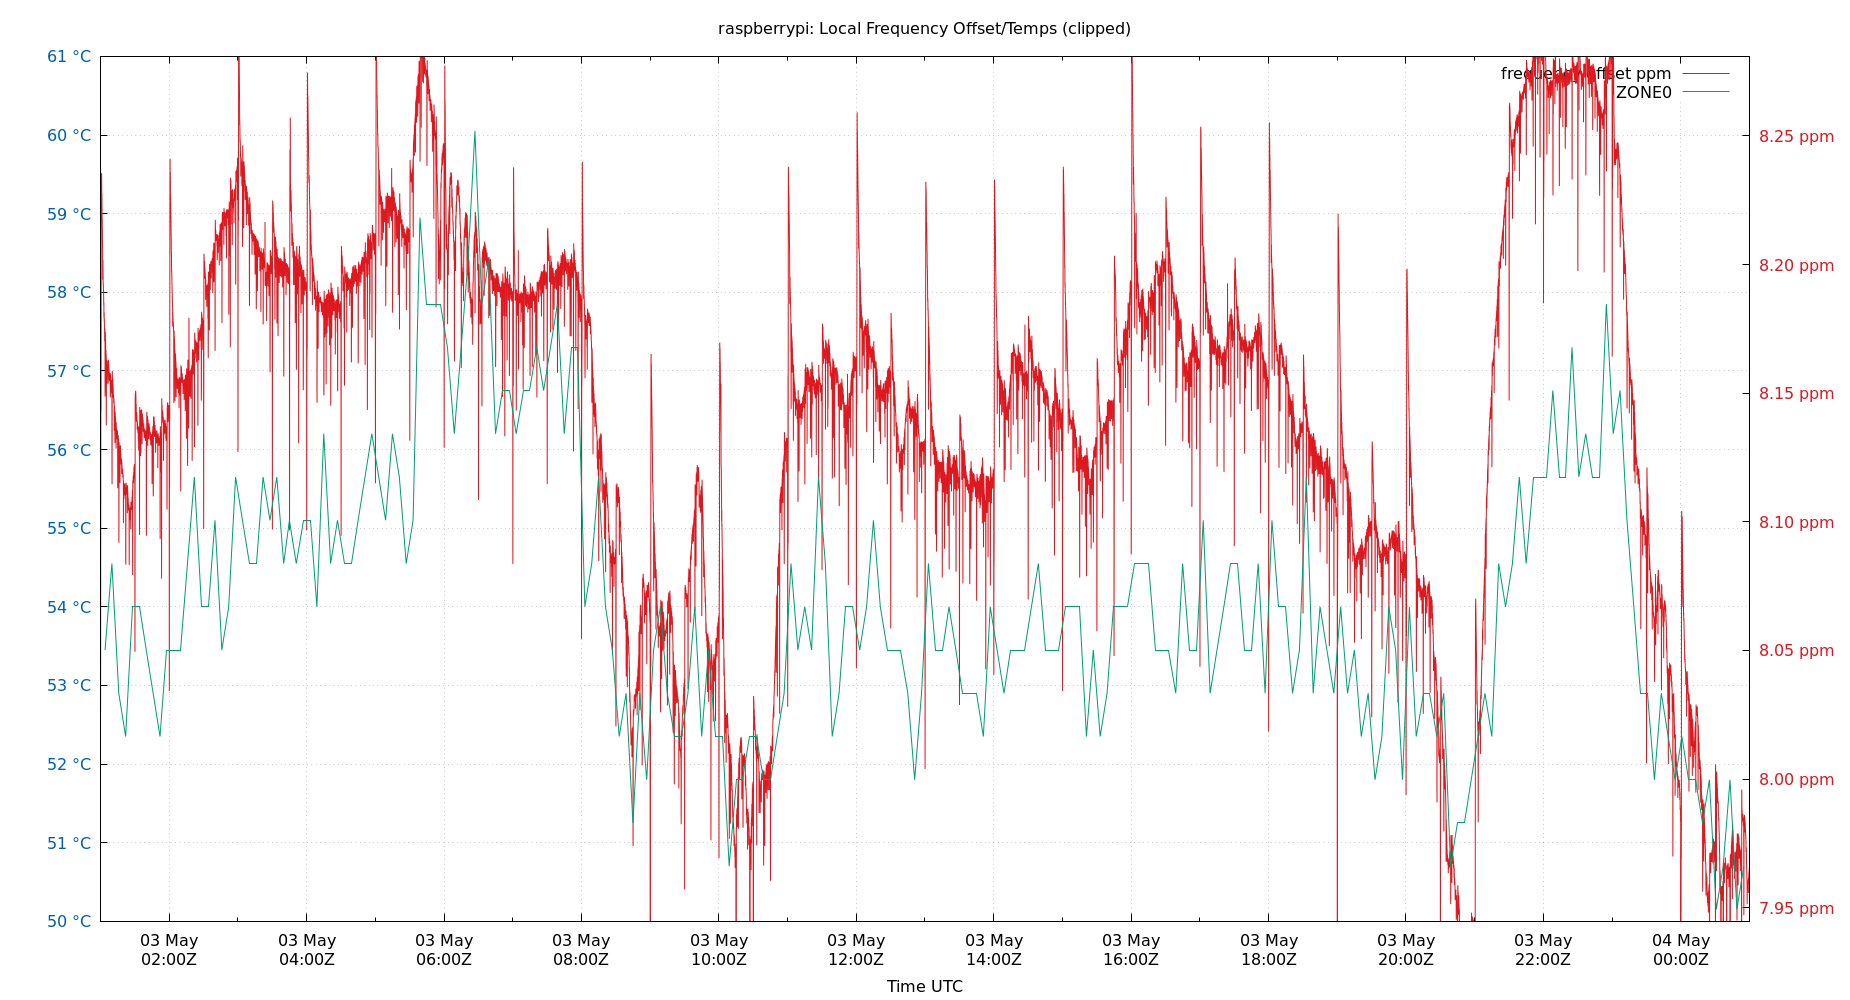 raspberrypi: Local Frequency Offset/Temps (clipped)
61 °C
60 °C
59 °C
58 °C
57 °C
56 °C
55 °C
54 °C
53 °C
52 °C
51 °C
50 °C
frequency offset ppm
ZONE0
8.25 ppm
8.20 ppm
8.15 ppm
8.10 ppm
8.05 ppm
8.00 ppm
7.95 ppm
03 May 03 May 03 May 03 May 03 May 03 May 03 May 03 May 03 May 03 May 03 May 04 May
02:00Z 04:00Z 06:00Z 08:00Z 10:00Z 12:00Z 14:00Z 16:00Z 18:00Z 20:00Z 22:00Z 00:00Z
Time UTC